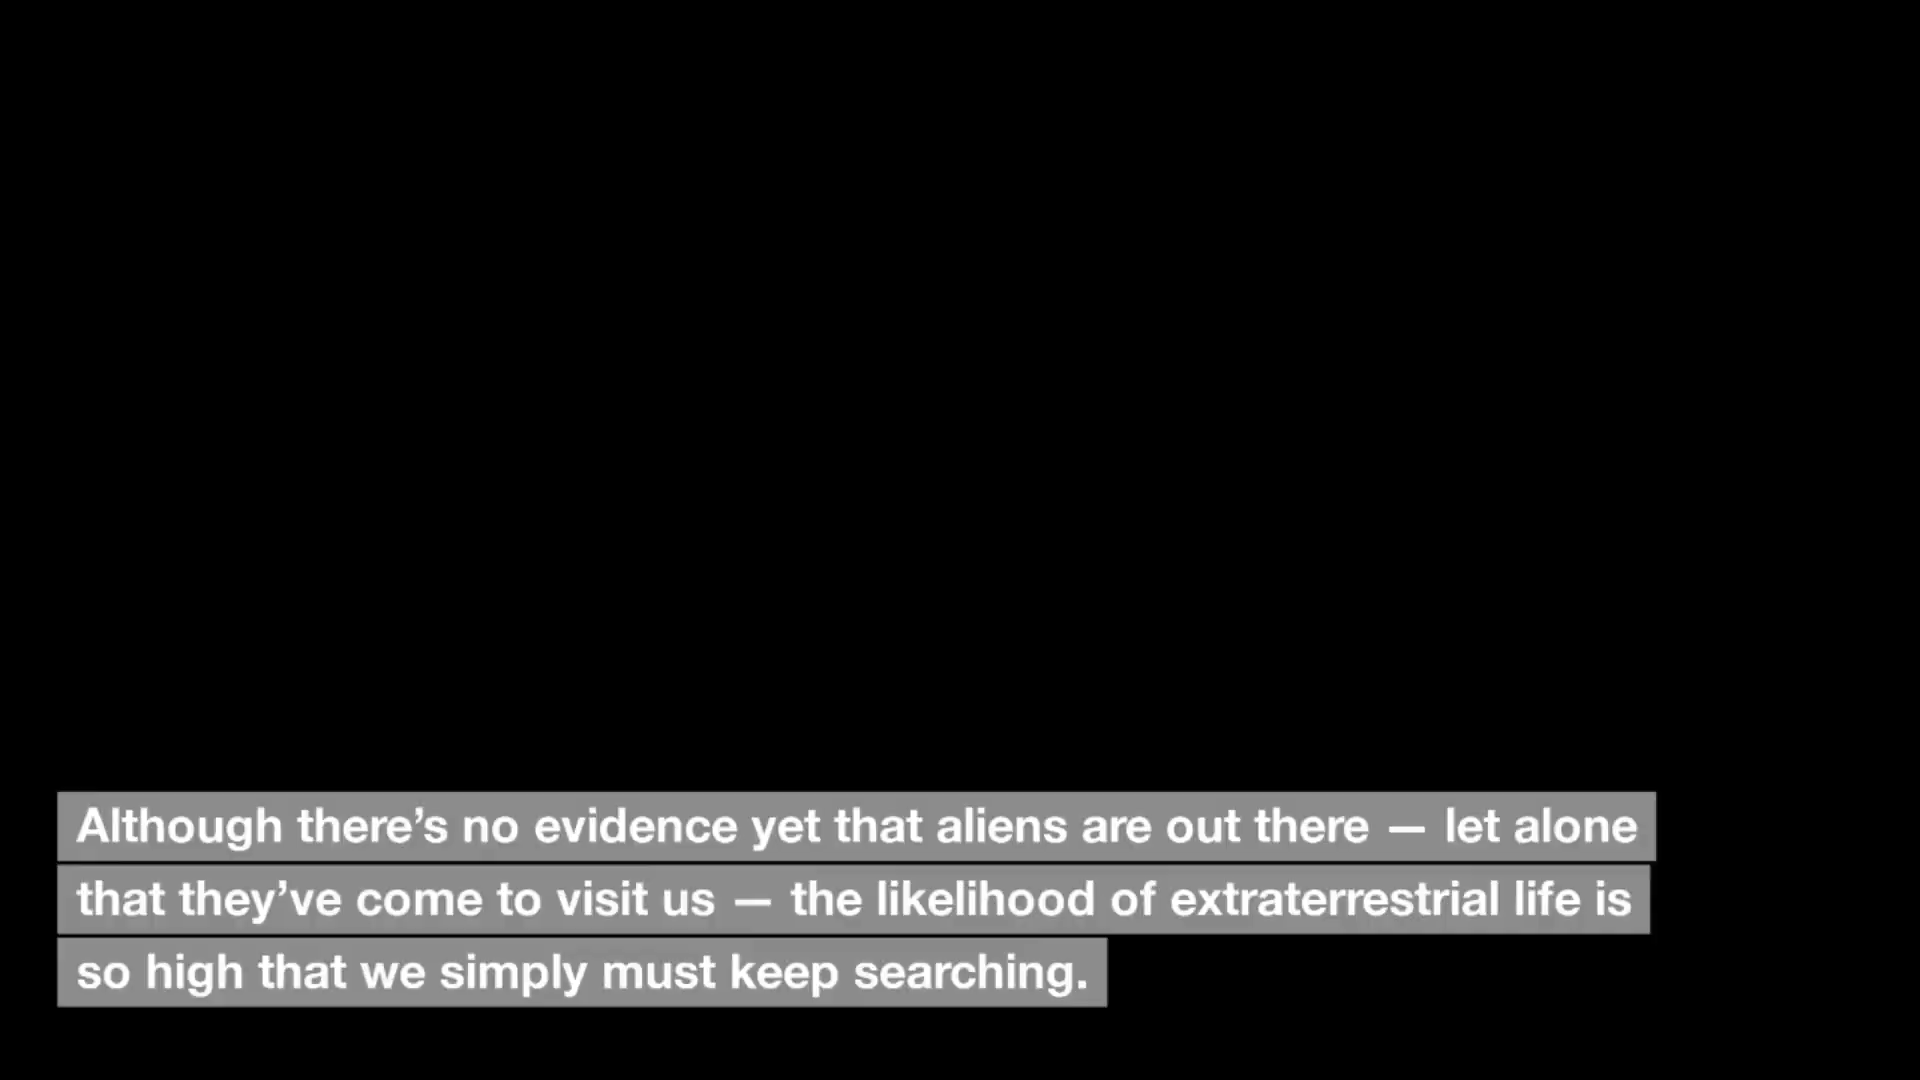 Although there’s no evidence yet that aliens are out there — let alone
that they’ve come to visit us — the likelihood of extraterrestrial life is
so high that we simply must keep searching.